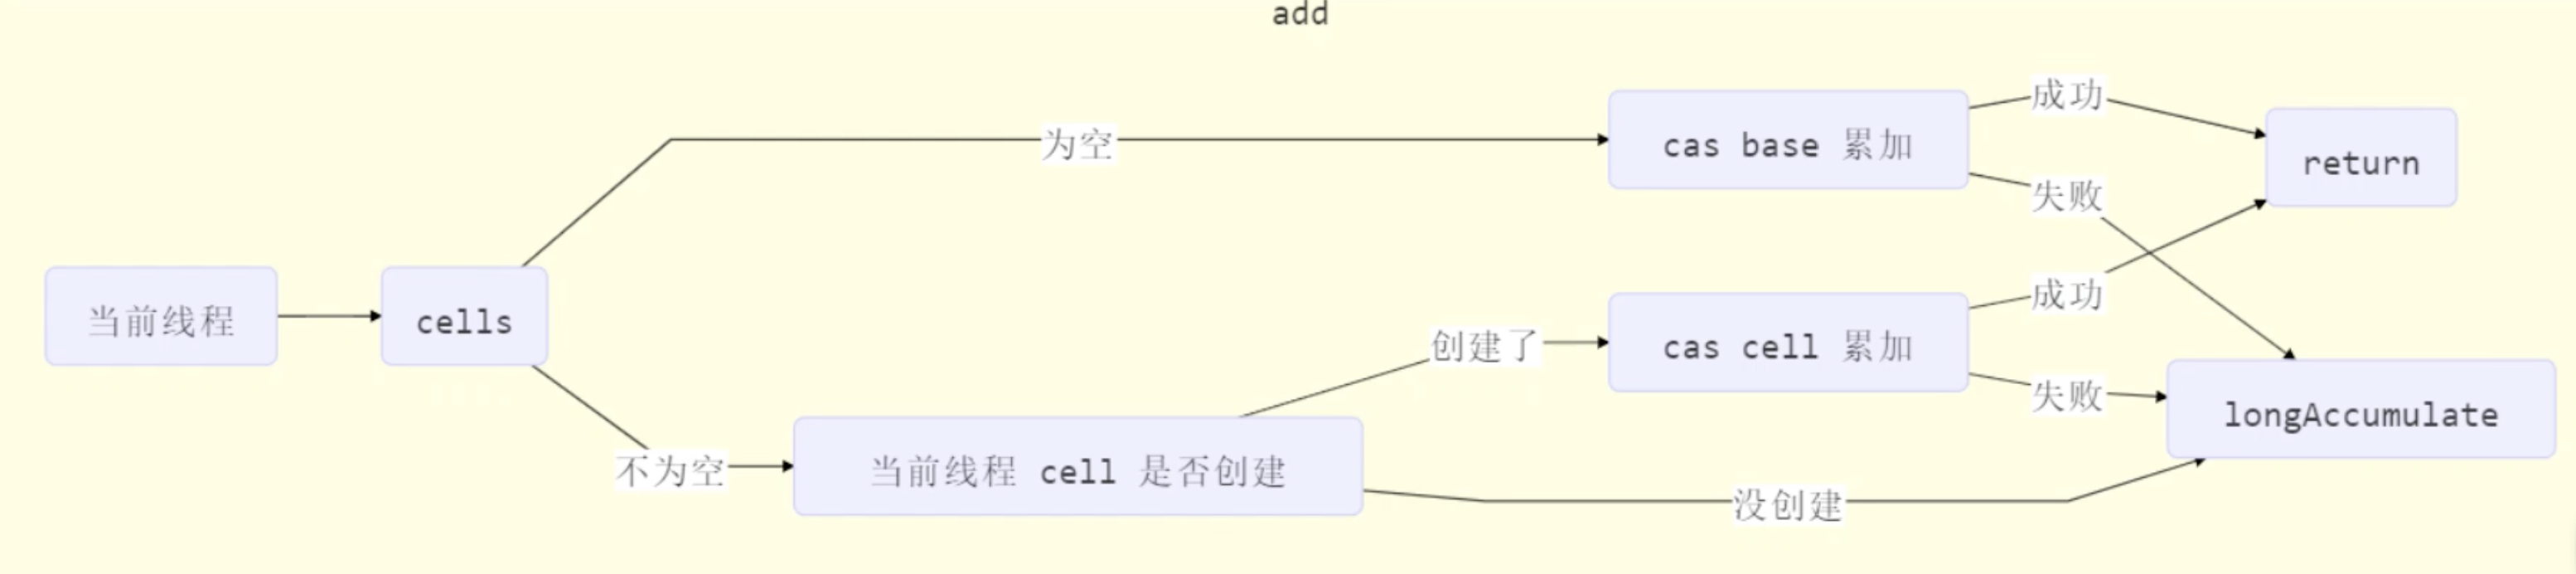 add
当前线程
cells
为空
不为空
当前线程 cell 是否创建
创建了
没创建
cas base 累加
成功
失败
cas cell 累加
成功
失败
return
longAccumulate